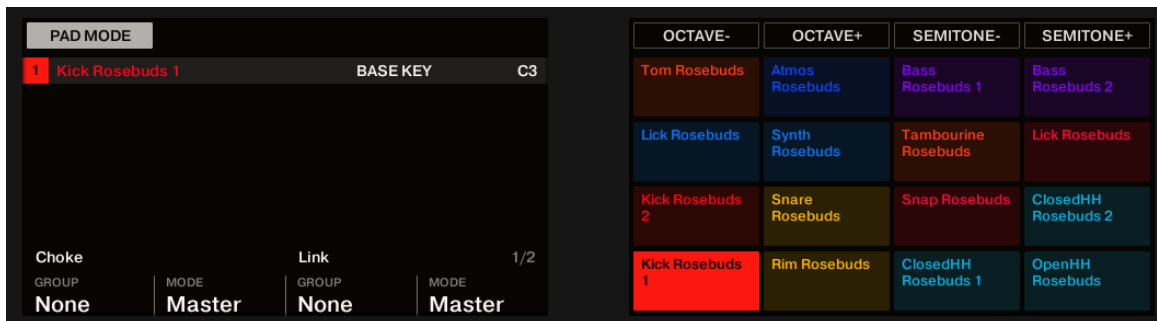 PAD MODE
1 Kick Rosebuds 1 BASE KEY C3
Choke Link 1/2
GROUP MODE GROUP MODE
None Master None Master
OCTAVE- OCTAVE+ SEMITONE- SEMITONE+
Tom Rosebuds
Atmos
Rosebuds
Bass
Rosebuds 1
Bass
Rosebuds 2
Lick Rosebuds
Synth
Rosebuds
Tambourine
Rosebuds
Lick Rosebuds
Kick Rosebuds
2
Snare
Rosebuds
Snap Rosebuds
ClosedHH
Rosebuds 2
Kick Rosebuds
1
Rim Rosebuds
ClosedHH
Rosebuds 1
OpenHH
Rosebuds